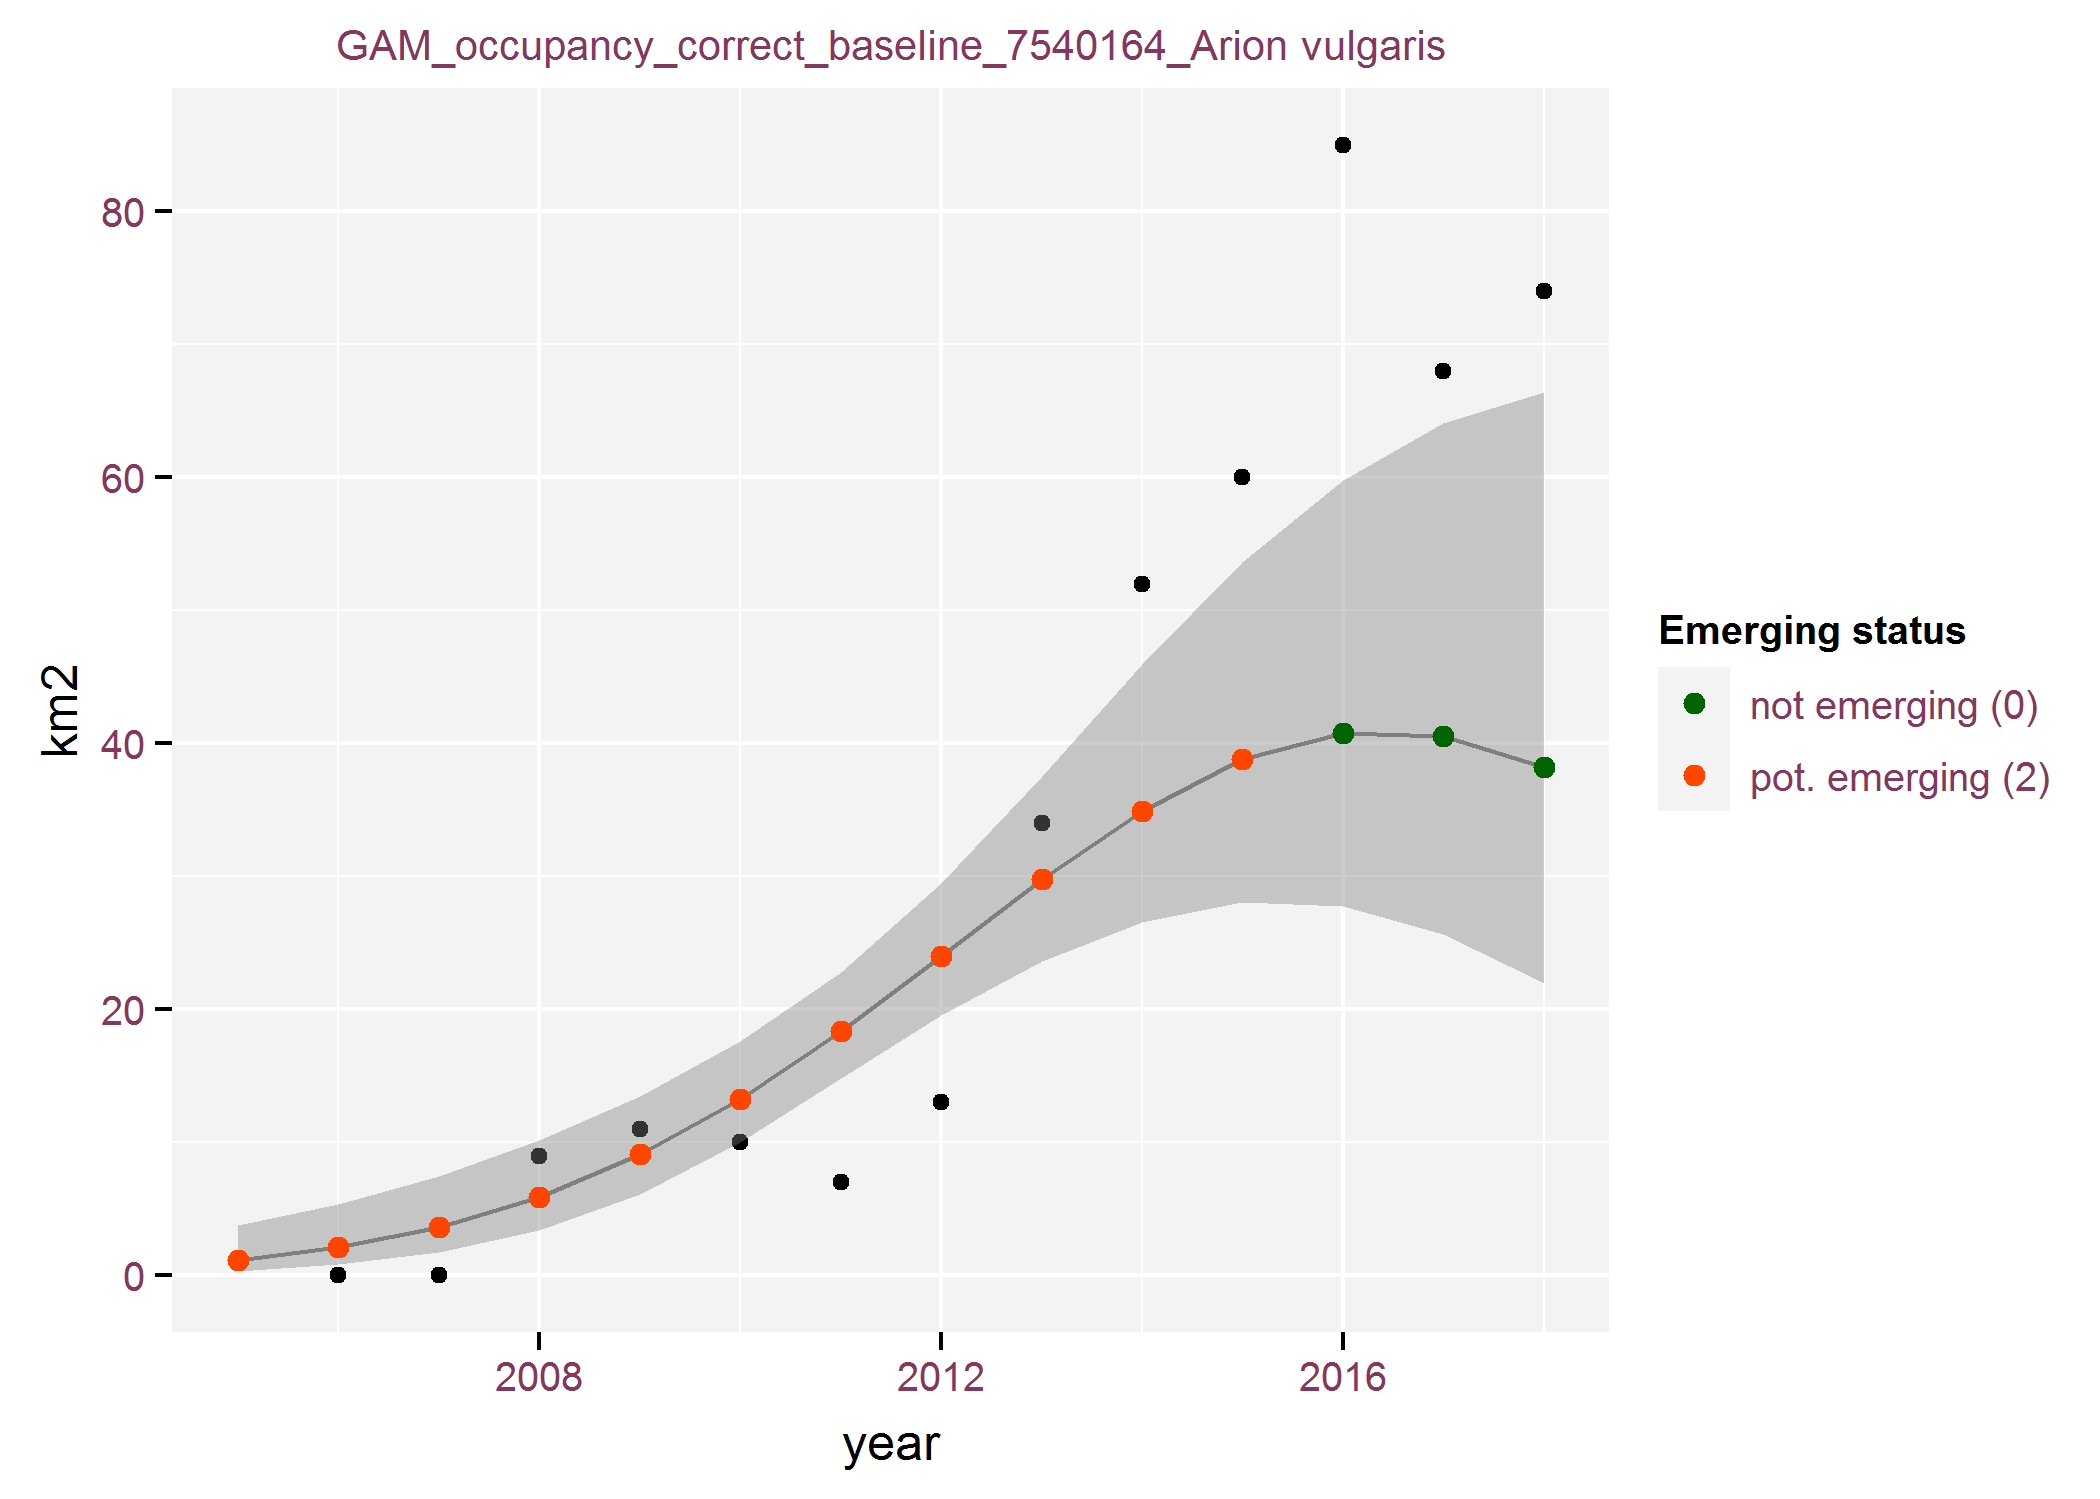 GAM_occupancy_correct_baseline_7540164_Arion vulgaris
80
60
40
20
0
km2
2008
2012
2016
year
Emerging status
not emerging (0)
pot. emerging (2)